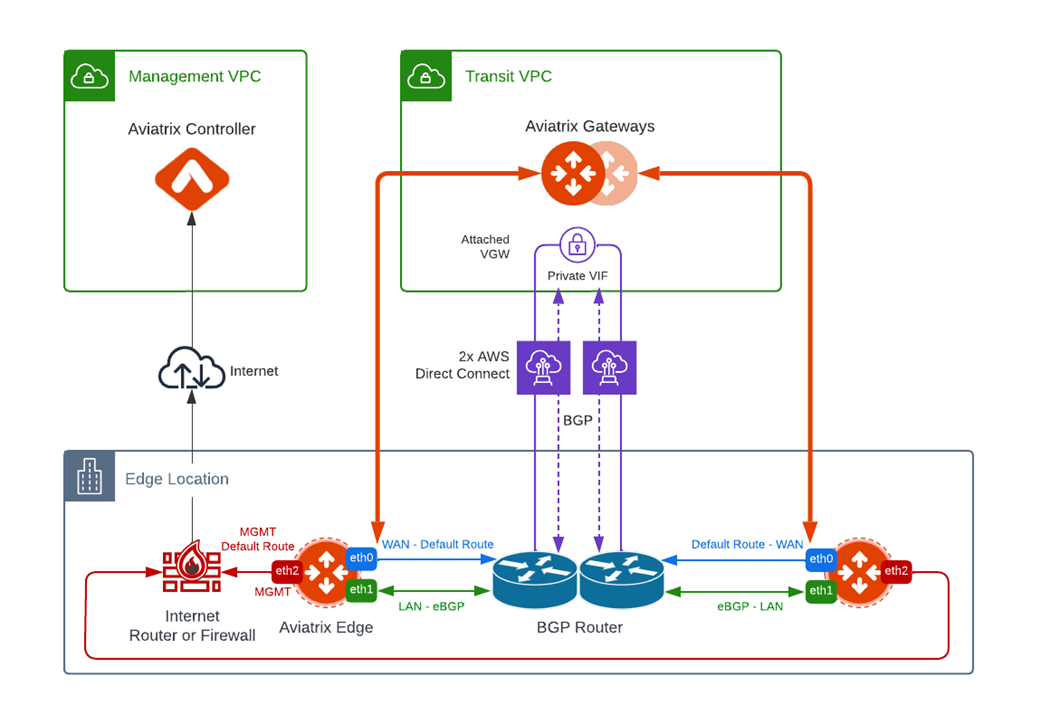 Management VPC
Aviatrix Controller
Transit VPC
Aviatrix Gateways
Attached
VGW
Private VIF
Internet
2x AWS
Direct Connect
BGP
Edge Location
MGMT
Default Route
eth2
MGMT
eth0
eth1
WAN - Default Route
LAN - eBGP
Default Route - WAN
eBGP - LAN
eth0
eth1
eth2
Internet
Router or Firewall
Aviatrix Edge
BGP Router